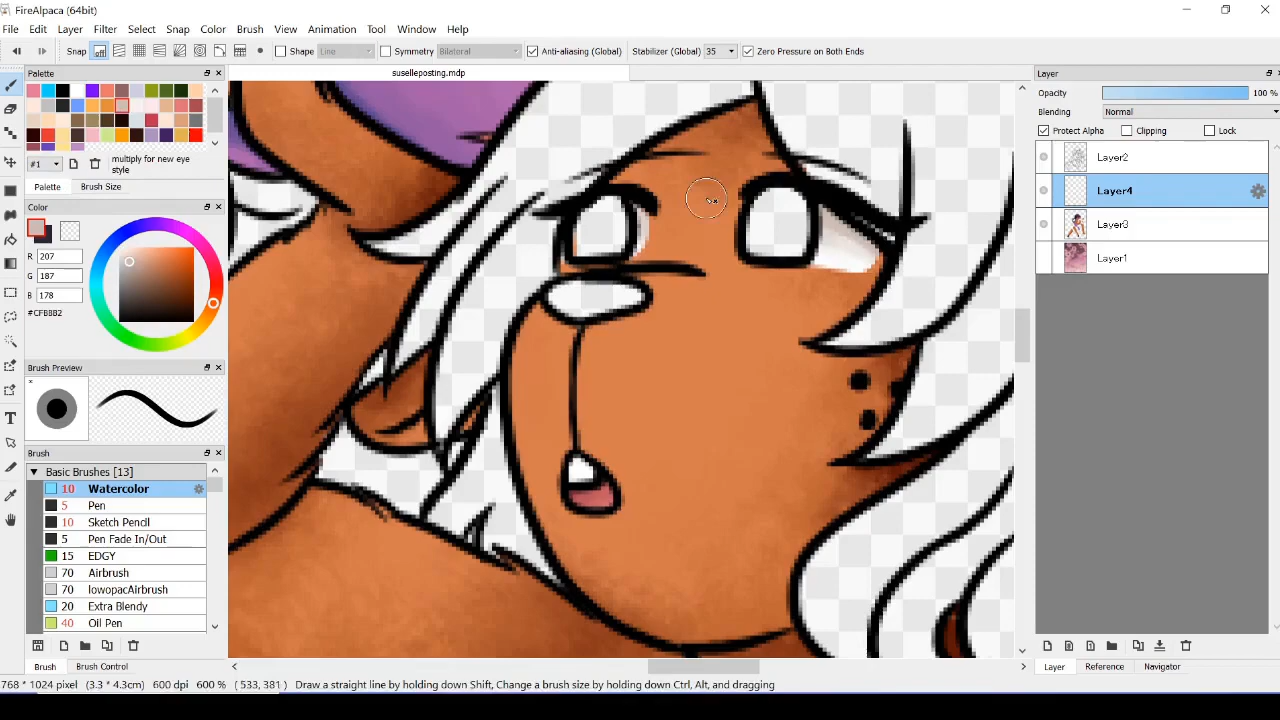 FireAlpaca (64bit)
File Edit Layer Filter Select Snap Color Brush View Animation Tool Window Help
Snap Shape Line Symmetry Bilateral Anti-aliasing (Global) Stabilizer (Global) 35 Zero Pressure on Both Ends
Palette
suselleposting.mdp
Layer
Opacity 100 %
Blending Normal
Protect Alpha Clipping Lock
Layer2
#1 multiply for new eye style
Palette Brush Size
Layer4
Color
Layer3
R 207
Layer1
G 187
B 178
#CFBBB2
Brush Preview
Brush
Basic Brushes [13]
10 Watercolor
5 Pen
10 Sketch Pencil
5 Pen Fade In/Out
15 EDGY
70 Airbrush
70 lowopacAirbrush
20 Extra Blendy
40 Oil Pen
Brush Brush Control
Layer Reference Navigator
768 * 1024 pixel (3.3 * 4.3cm) 600 dpi 600 % ( 533, 381 ) Draw a straight line by holding down Shift, Change a brush size by holding down Ctrl, Alt, and dragging